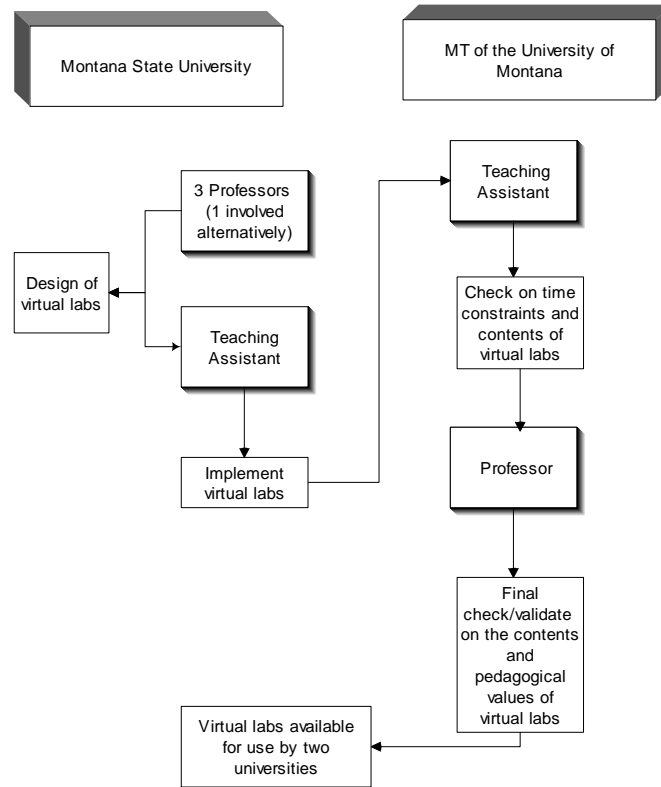 Montana State University
MT of the University of
Montana
3 Professors
(1 involved
alternatively)
Teaching
Assistant
Design of
virtual labs
Teaching
Assistant
Check on time
constraints and
contents of
virtual labs
Implement
virtual labs
Professor
Final
check/validate
on the contents
and
pedagogical
values of
virtual labs
Virtual labs available
for use by two
universities